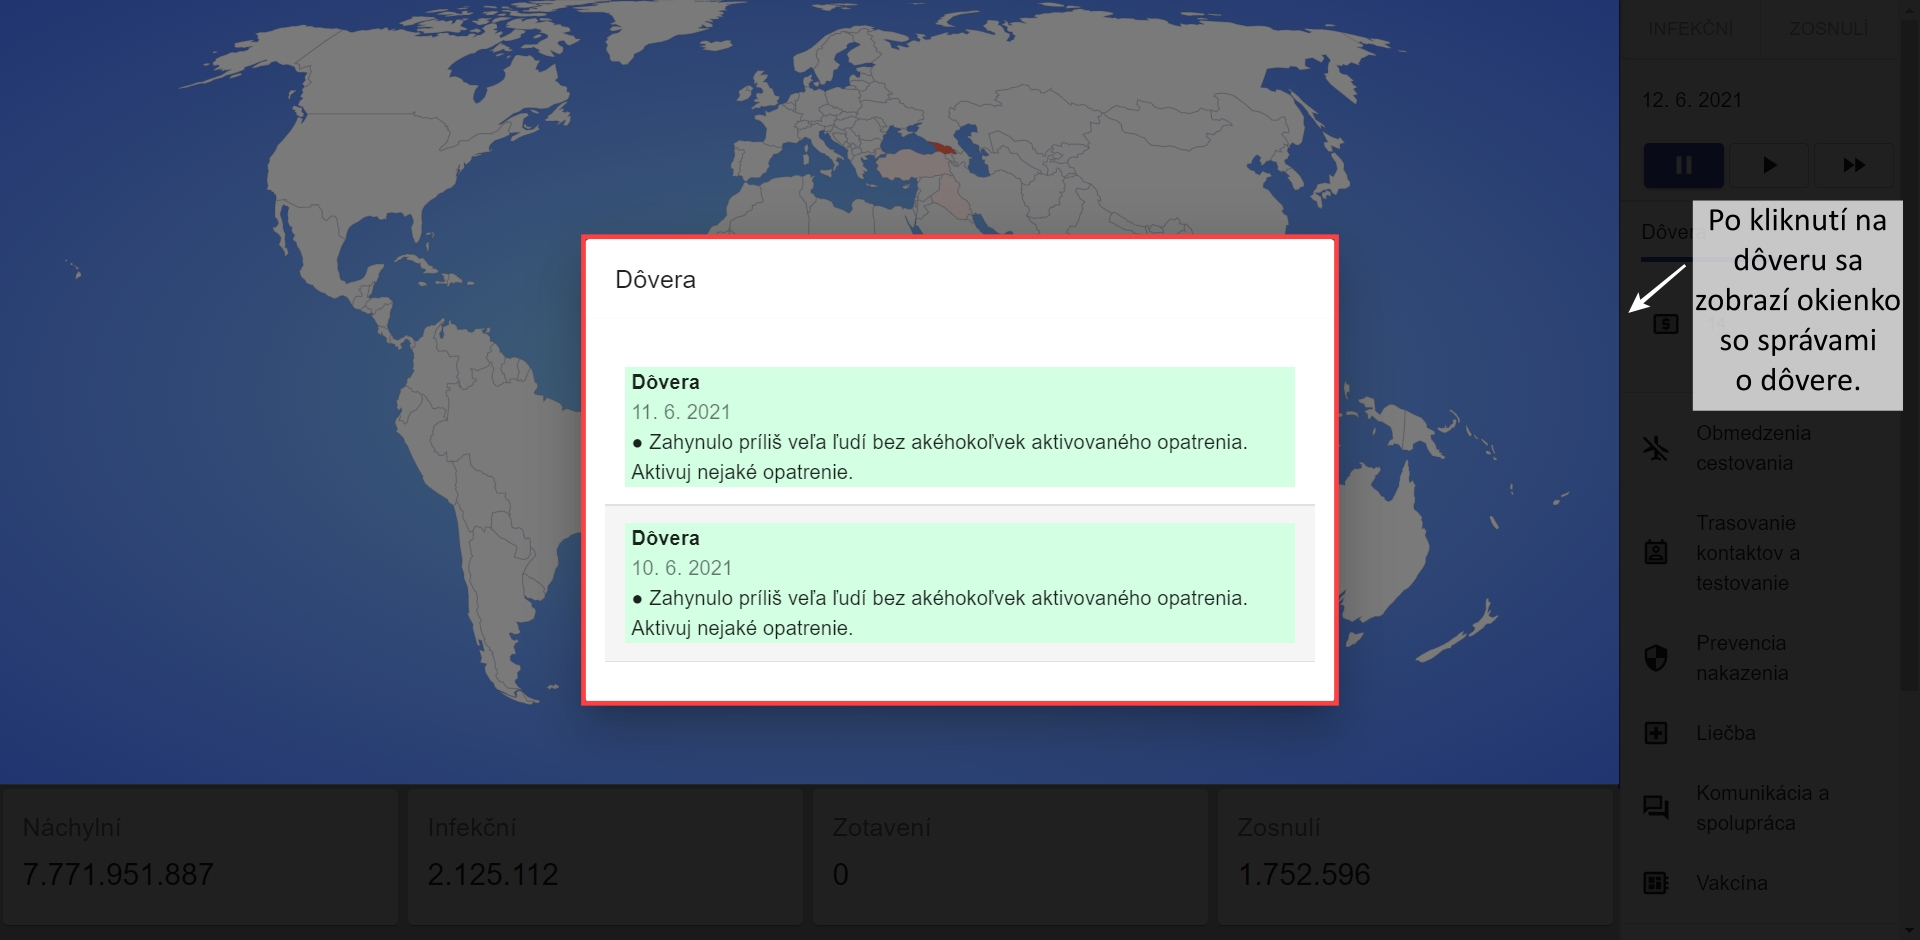 INFEKČNÍ ZOSNULÍ
12. 6. 2021
Dôvera
Po kliknutí na
dôveru sa
zobrazí okienko
so správami
o dôvere.
Dôvera
Dôvera
11. 6. 2021
● Zahynulo príliš veľa ľudí bez akéhokoľvek aktivovaného opatrenia.
Aktivuj nejaké opatrenie.
Dôvera
10. 6. 2021
● Zahynulo príliš veľa ľudí bez akéhokoľvek aktivovaného opatrenia.
Aktivuj nejaké opatrenie.
Obmedzenia
cestovania
Trasovanie
kontaktov a
testovanie
Prevencia
nakazenia
Liečba
Komunikácia a
spolupráca
Vakcína
Náchylní
7.771.951.887
Infekční
2.125.112
Zotavení
0
Zosnulí
1.752.596